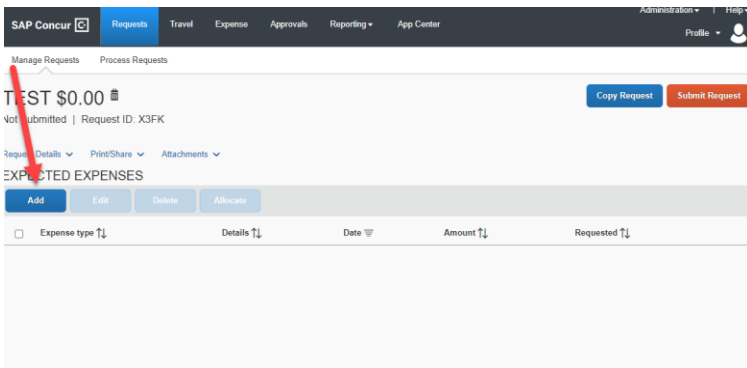 Administration | Help
SAP Concur C Requests Travel Expense Approvals Reporting App Center
Profile
Manage Requests Process Requests
TEST $0.00
Copy Request Submit Request
Not Submitted | Request ID: X3FK
Request Details Print/Share Attachments
EXPECTED EXPENSES
Add Edit Delete Allocate
Expense type Details Date Amount Requested